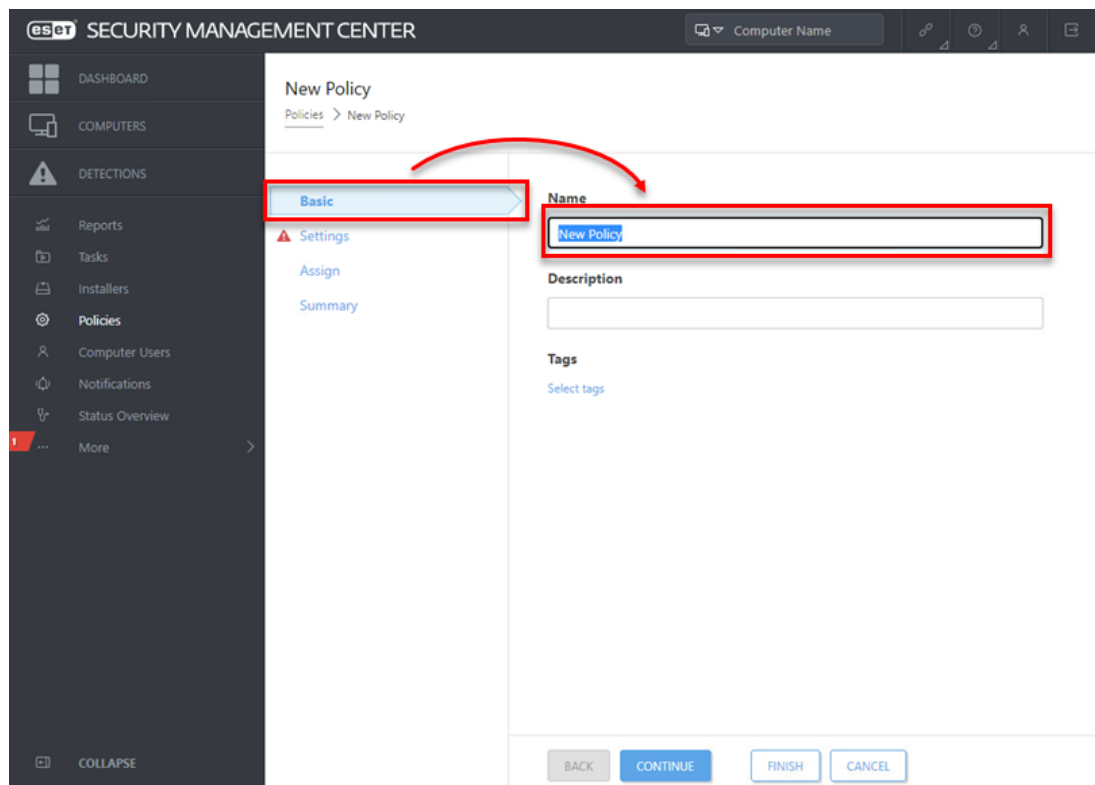 eset SECURITY MANAGEMENT CENTER
Computer Name
DASHBOARD
COMPUTERS
DETECTIONS
Reports
Tasks
Installers
Policies
Computer Users
Notifications
Status Overview
1
More
COLLAPSE
New Policy
Policies > New Policy
Basic
Settings
Assign
Summary
Name
New Policy
Description
Tags
Select tags
BACK CONTINUE FINISH CANCEL